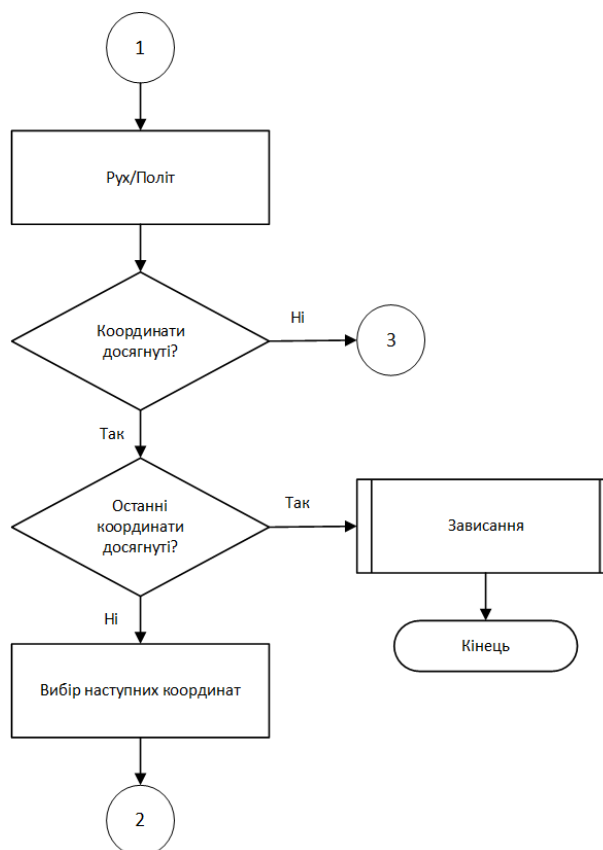 1
Рух/Політ
Координати
досягнуті?
Ні
3
Так
Останні
координати
досягнуті?
Так
Зависання
Ні
Кінець
Вибір наступних координат
2